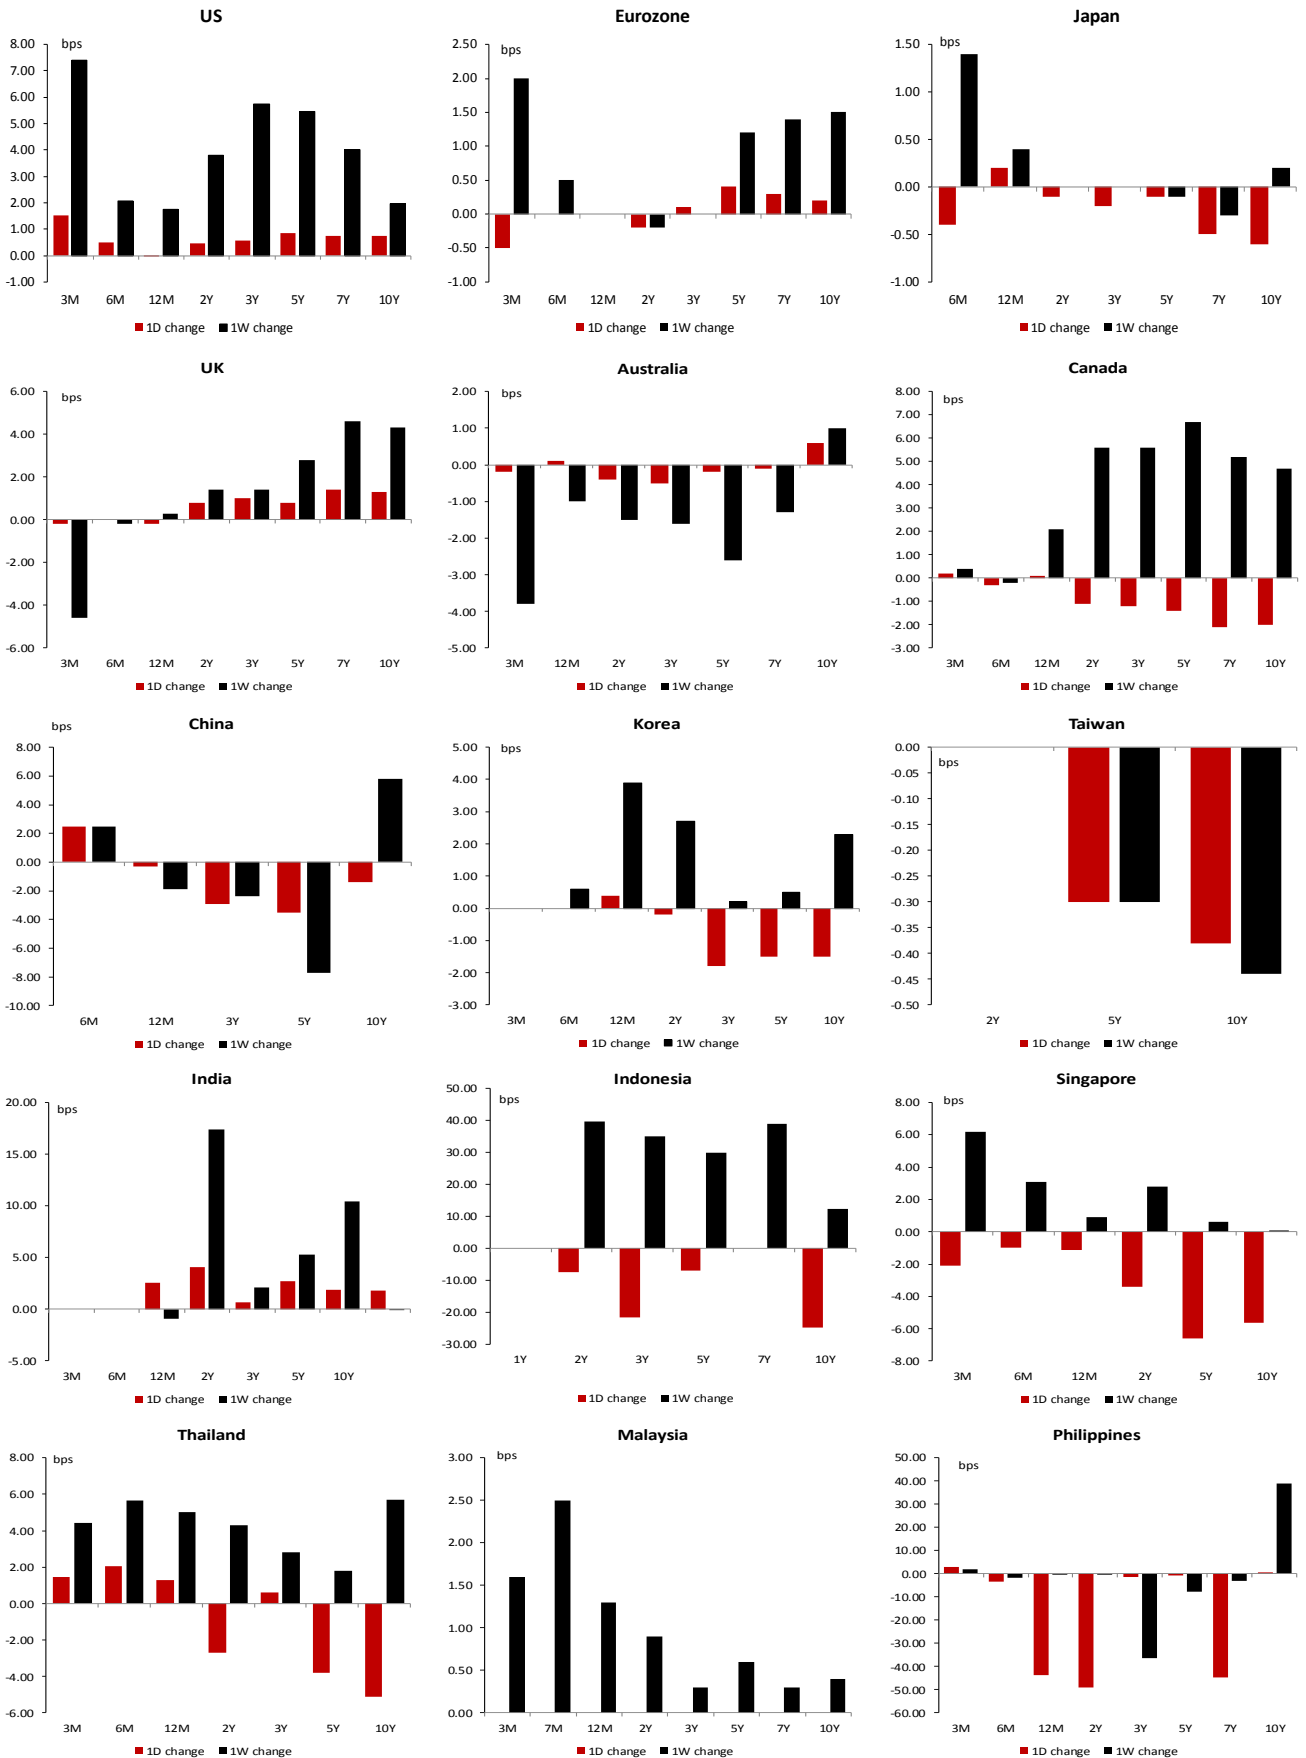 US
bps
8.00
7.00
6.00
5.00
4.00
3.00
2.00
1.00
0.00
-1.00
3M 6M 12M 2Y 3Y 5Y 7Y 10Y
1D change 1W change
Eurozone
bps
2.50
2.00
1.50
1.00
0.50
0.00
-0.50
-1.00
3M 6M 12M 2Y 3Y 5Y 7Y 10Y
1D change 1W change
Japan
bps
1.50
1.00
0.50
0.00
-0.50
-1.00
6M 12M 2Y 3Y 5Y 7Y 10Y
1D change 1W change
UK
bps
6.00
4.00
2.00
0.00
-2.00
-4.00
-6.00
3M 6M 12M 2Y 3Y 5Y 7Y 10Y
1D change 1W change
Australia
bps
2.00
1.00
0.00
-1.00
-2.00
-3.00
-4.00
-5.00
3M 12M 2Y 3Y 5Y 7Y 10Y
1D change 1W change
Canada
bps
8.00
7.00
6.00
5.00
4.00
3.00
2.00
1.00
0.00
-1.00
-2.00
-3.00
3M 6M 12M 2Y 3Y 5Y 7Y 10Y
1D change 1W change
China
bps
8.00
6.00
4.00
2.00
0.00
-2.00
-4.00
-6.00
-8.00
-10.00
6M 12M 3Y 5Y 10Y
1D change 1W change
Korea
bps
5.00
4.00
3.00
2.00
1.00
0.00
-1.00
-2.00
-3.00
3M 6M 12M 2Y 3Y 5Y 10Y
1D change 1W change
Taiwan
bps
0.00
-0.05
-0.10
-0.15
-0.20
-0.25
-0.30
-0.35
-0.40
-0.45
-0.50
2Y 5Y 10Y
1D change 1W change
India
bps
20.00
15.00
10.00
5.00
0.00
-5.00
3M 6M 12M 2Y 3Y 5Y 10Y
1D change 1W change
Indonesia
bps
50.00
40.00
30.00
20.00
10.00
0.00
-10.00
-20.00
-30.00
1Y 2Y 3Y 5Y 7Y 10Y
1D change 1W change
Singapore
bps
8.00
6.00
4.00
2.00
0.00
-2.00
-4.00
-6.00
-8.00
3M 6M 12M 2Y 5Y 10Y
1D change 1W change
Thailand
bps
8.00
6.00
4.00
2.00
0.00
-2.00
-4.00
-6.00
3M 6M 12M 2Y 3Y 5Y 10Y
1D change 1W change
Malaysia
bps
3.00
2.50
2.00
1.50
1.00
0.50
0.00
3M 7M 12M 2Y 3Y 5Y 7Y 10Y
1D change 1W change
Philippines
bps
50.00
40.00
30.00
20.00
10.00
0.00
-10.00
-20.00
-30.00
-40.00
-50.00
-60.00
3M 6M 12M 2Y 3Y 5Y 7Y 10Y
1D change 1W change